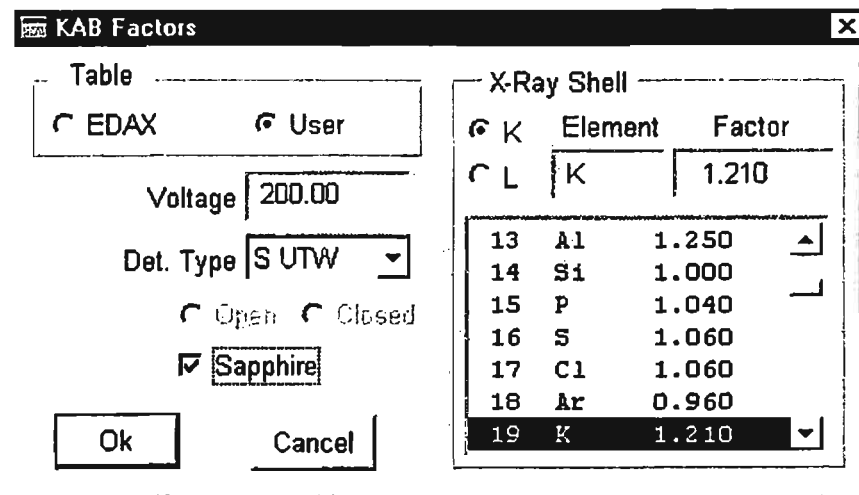 KAB Factors
Table
EDAX User
Voltage 200.00
Det. Type S UTW
Open Closed
Sapphire
Ok Cancel
X-Ray Shell
K Element Factor
L K 1.210
13 Al 1.250
14 Si 1.000
15 P 1.040
16 S 1.060
17 Cl 1.060
18 Ar 0.960
19 K 1.210